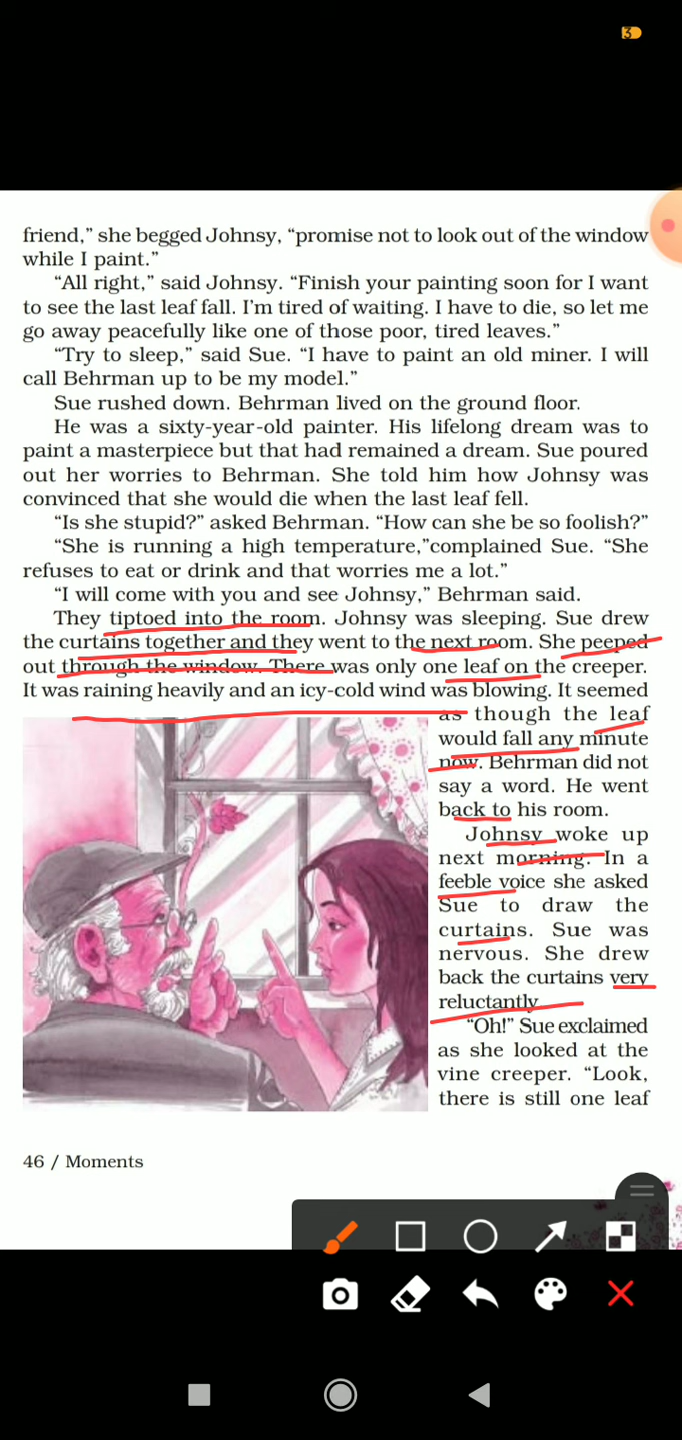 3
friend,” she begged Johnsy, “promise not to look out of the window
while I paint.”
“All right,” said Johnsy. “Finish your painting soon for I want
to see the last leaf fall. I’m tired of waiting. I have to die, so let me
go away peacefully like one of those poor, tired leaves.”
“Try to sleep,” said Sue. “I have to paint an old miner. I will
call Behrman up to be my model.”
Sue rushed down. Behrman lived on the ground floor.
He was a sixty-year-old painter. His lifelong dream was to
paint a masterpiece but that had remained a dream. Sue poured
out her worries to Behrman. She told him how Johnsy was
convinced that she would die when the last leaf fell.
“Is she stupid?” asked Behrman. “How can she be so foolish?”
“She is running a high temperature,”complained Sue. “She
refuses to eat or drink and that worries me a lot.”
“I will come with you and see Johnsy,” Behrman said.
They tiptoed into the room. Johnsy was sleeping. Sue drew
the curtains together and they went to the next room. She peeped
out through the window. There was only one leaf on the creeper.
It was raining heavily and an icy-cold wind was blowing. It seemed
as though the leaf
would fall any minute
now. Behrman did not
say a word. He went
back to his room.
Johnsy woke up
next morning. In a
feeble voice she asked
Sue to draw the
curtains. Sue was
nervous. She drew
back the curtains very
reluctantly.
“Oh!” Sue exclaimed
as she looked at the
vine creeper. “Look,
there is still one leaf
46 / Moments